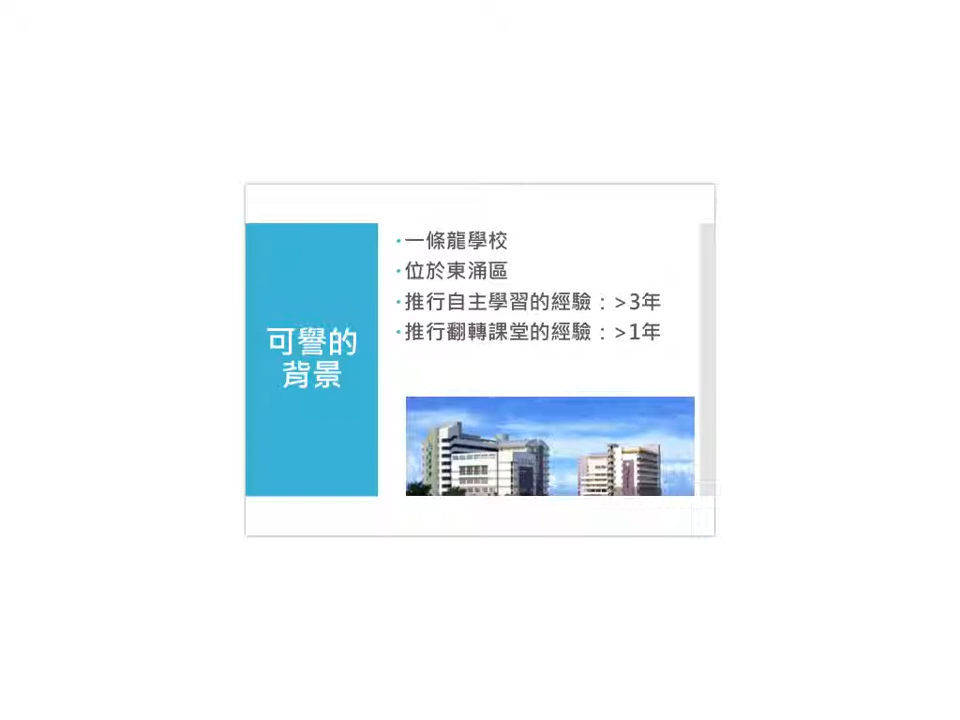 可譽的
背景
一條龍學校
位於東涌區
推行自主學習的經驗：>3年
推行翻轉課堂的經驗：>1年